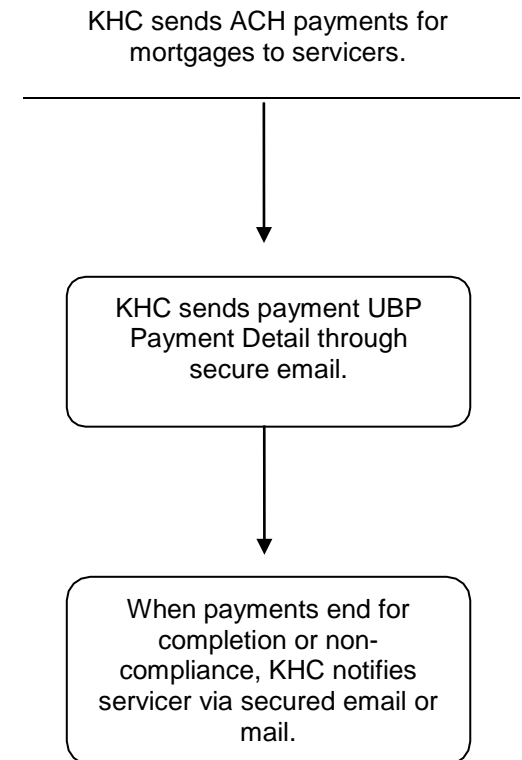 KHC sends ACH payments for
mortgages to servicers.
KHC sends payment UBP
Payment Detail through
secure email.
When payments end for
completion or non-
compliance, KHC notifies
servicer via secured email or
mail.